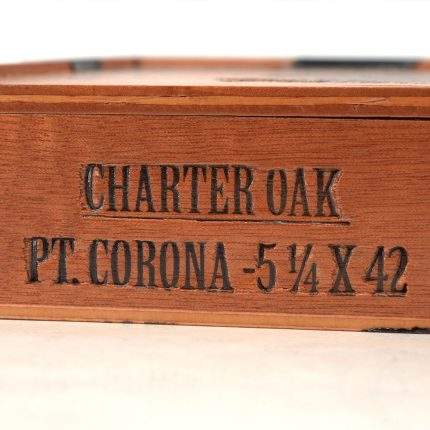 CHARTER OAK
PT. CORONA -5 1/4 X 42